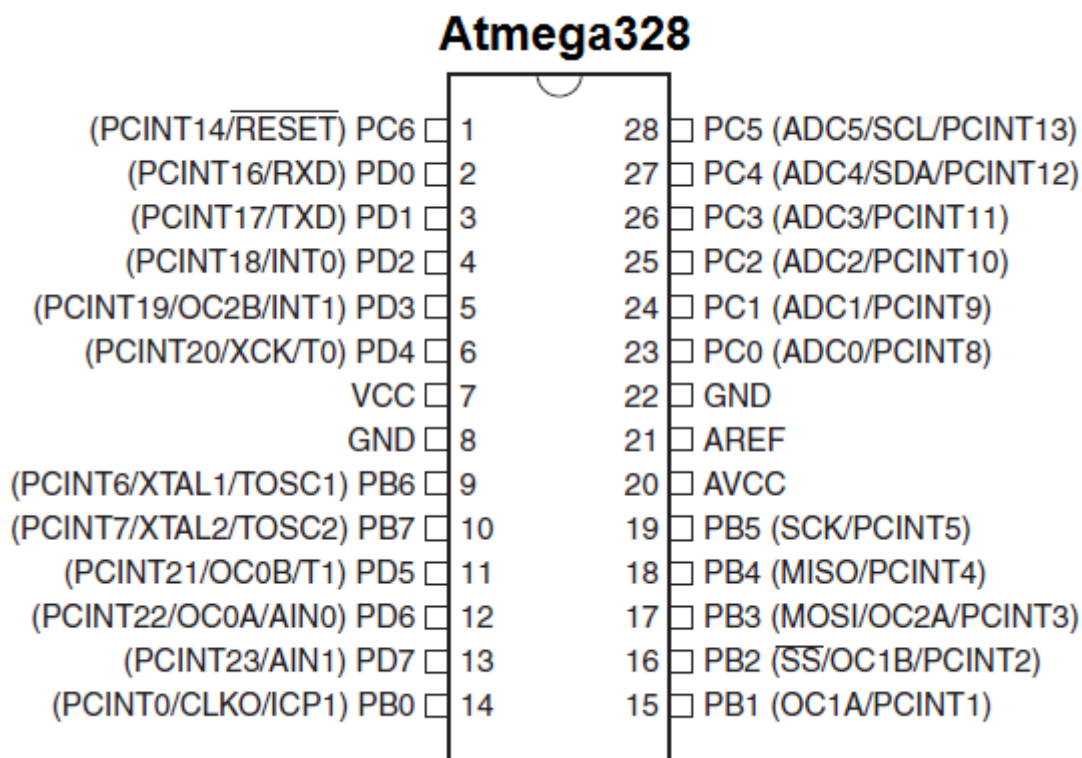 Atmega328
(PCINT14/RESET) PC6 1 28 PC5 (ADC5/SCL/PCINT13)
(PCINT16/RXD) PD0 2 27 PC4 (ADC4/SDA/PCINT12)
(PCINT17/TXD) PD1 3 26 PC3 (ADC3/PCINT11)
(PCINT18/INT0) PD2 4 25 PC2 (ADC2/PCINT10)
(PCINT19/OC2B/INT1) PD3 5 24 PC1 (ADC1/PCINT9)
(PCINT20/XCK/T0) PD4 6 23 PC0 (ADC0/PCINT8)
VCC 7 22 GND
GND 8 21 AREF
(PCINT6/XTAL1/TOSC1) PB6 9 20 AVCC
(PCINT7/XTAL2/TOSC2) PB7 10 19 PB5 (SCK/PCINT5)
(PCINT21/OC0B/T1) PD5 11 18 PB4 (MISO/PCINT4)
(PCINT22/OC0A/AIN0) PD6 12 17 PB3 (MOSI/OC2A/PCINT3)
(PCINT23/AIN1) PD7 13 16 PB2 (SS/OC1B/PCINT2)
(PCINT0/CLKO/ICP1) PB0 14 15 PB1 (OC1A/PCINT1)